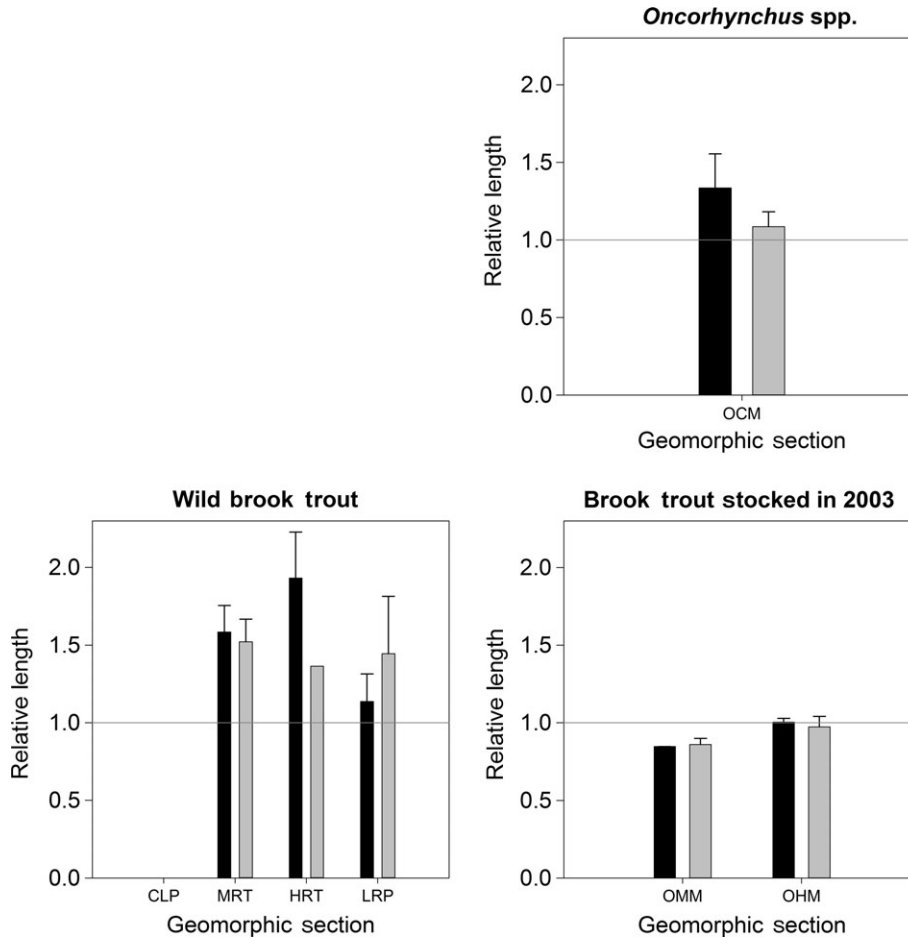 Oncorhynchus spp.
2.0
1.5
1.0
0.5
0.0
Relative length
OCM
Geomorphic section
Wild brook trout
2.0
1.5
1.0
0.5
0.0
Relative length
CLP MRT HRT LRP
Geomorphic section
Brook trout stocked in 2003
2.0
1.5
1.0
0.5
0.0
Relative length
OMM OHM
Geomorphic section